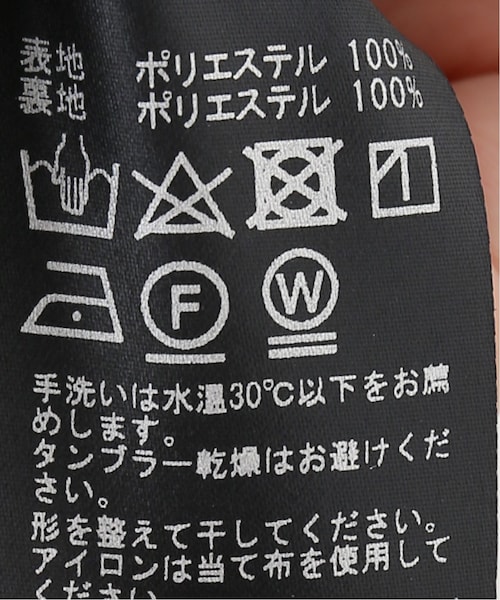 表地 ポリエステル 100%
裏地 ポリエステル 100%
F W
手洗いは水温30℃以下をお薦
めします。
タンブラー乾燥はお避けくだ
さい。
形を整えて干してください。
アイロンは当て布を使用して
ください